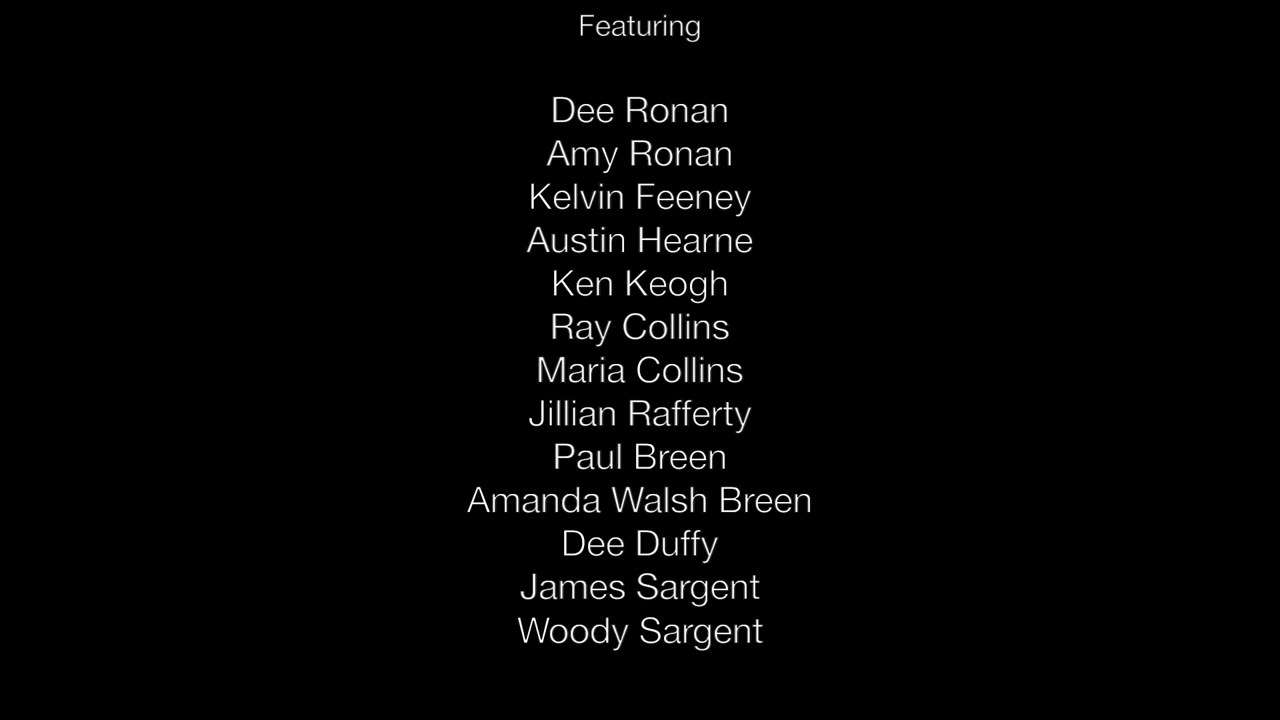 Featuring
Dee Ronan
Amy Ronan
Kelvin Feeney
Austin Hearne
Ken Keogh
Ray Collins
Maria Collins
Jillian Rafferty
Paul Breen
Amanda Walsh Breen
Dee Duffy
James Sargent
Woody Sargent